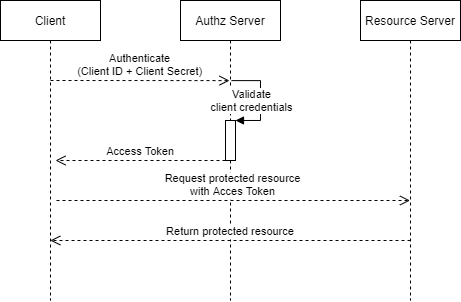 Client
Authz Server
Resource Server
Authenticate
(Client ID + Client Secret)
Validate
client credentials
Access Token
Request protected resource
with Acces Token
Return protected resource